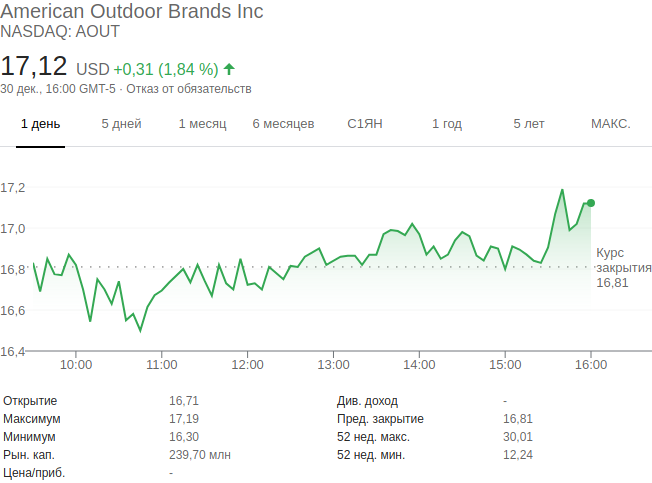 American Outdoor Brands Inc
NASDAQ: AOUT
17,12 USD +0,31 (1,84 %)
30 дек., 16:00 GMT-5 · Отказ от обязательств
1 день 5 дней 1 месяц 6 месяцев С1ЯН 1 год 5 лет МАКС.
17,2
17,0
16,8
16,6
16,4
Курс
закрытия
16,81
10:00 11:00 12:00 13:00 14:00 15:00 16:00
Открытие 16,71 Див. доход -
Максимум 17,19 Пред. закрытие 16,81
Минимум 16,30 52 нед. макс. 30,01
Рын. кап. 239,70 млн 52 нед. мин. 12,24
Цена/приб. -